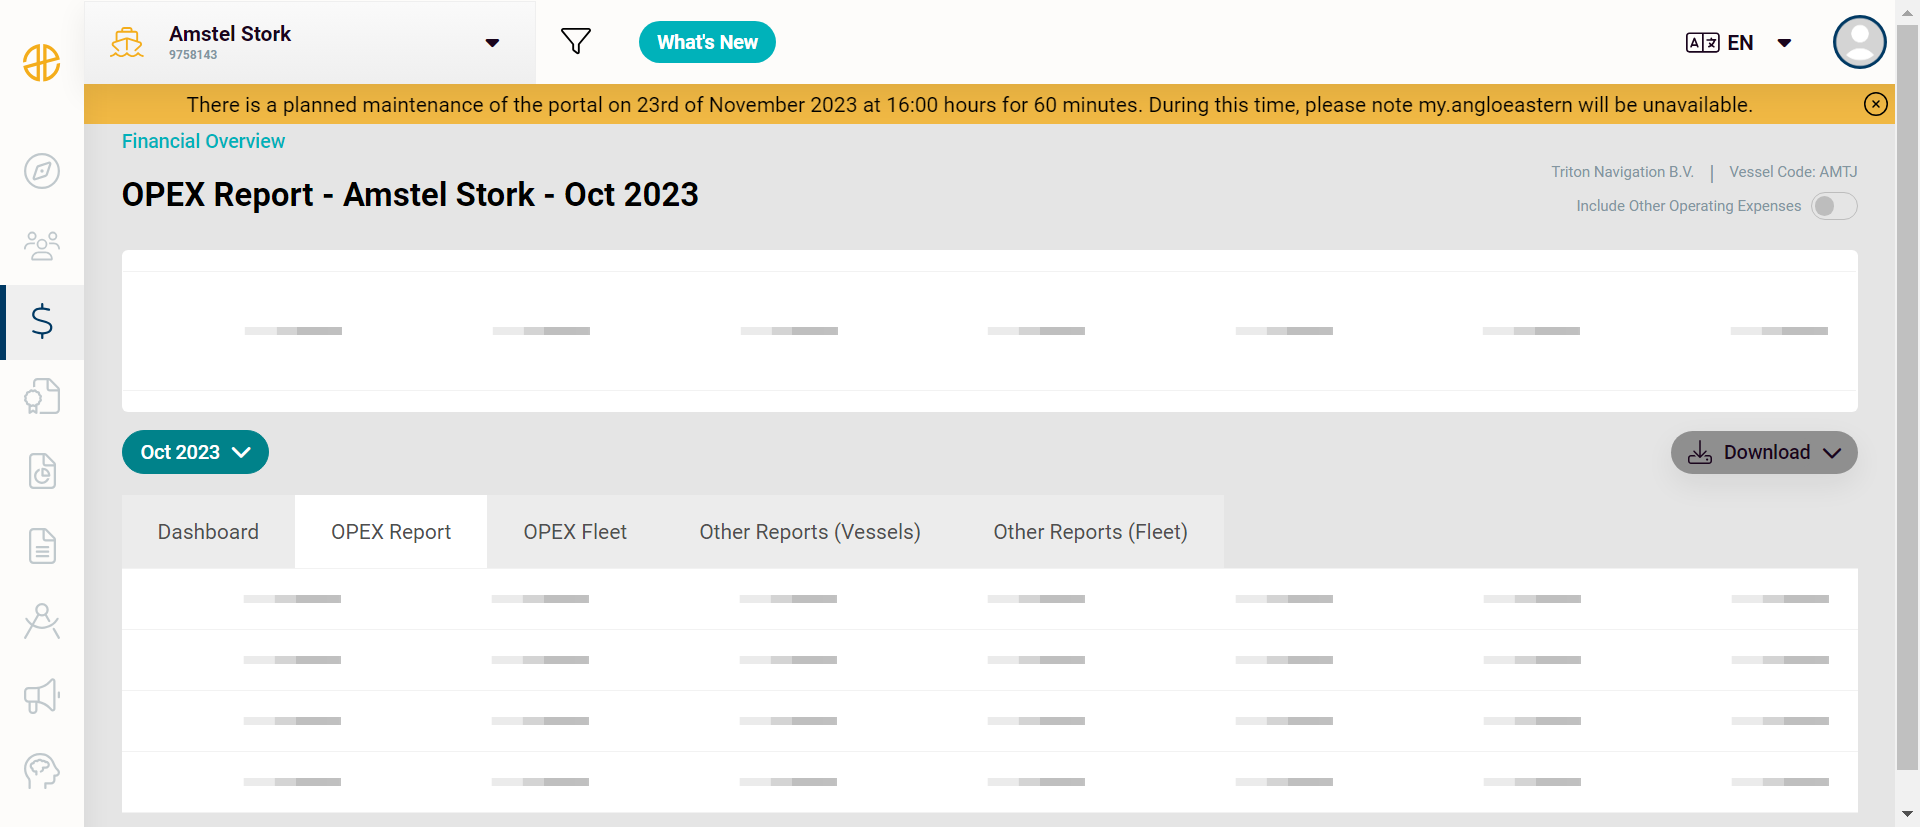 Amstel Stork
9758143
What's New
EN
There is a planned maintenance of the portal on 23rd of November 2023 at 16:00 hours for 60 minutes. During this time, please note my.angloeastern will be unavailable.
Financial Overview
Triton Navigation B.V. | Vessel Code: AMTJ
OPEX Report - Amstel Stork - Oct 2023
Include Other Operating Expenses
Oct 2023
Download
Dashboard OPEX Report OPEX Fleet Other Reports (Vessels) Other Reports (Fleet)